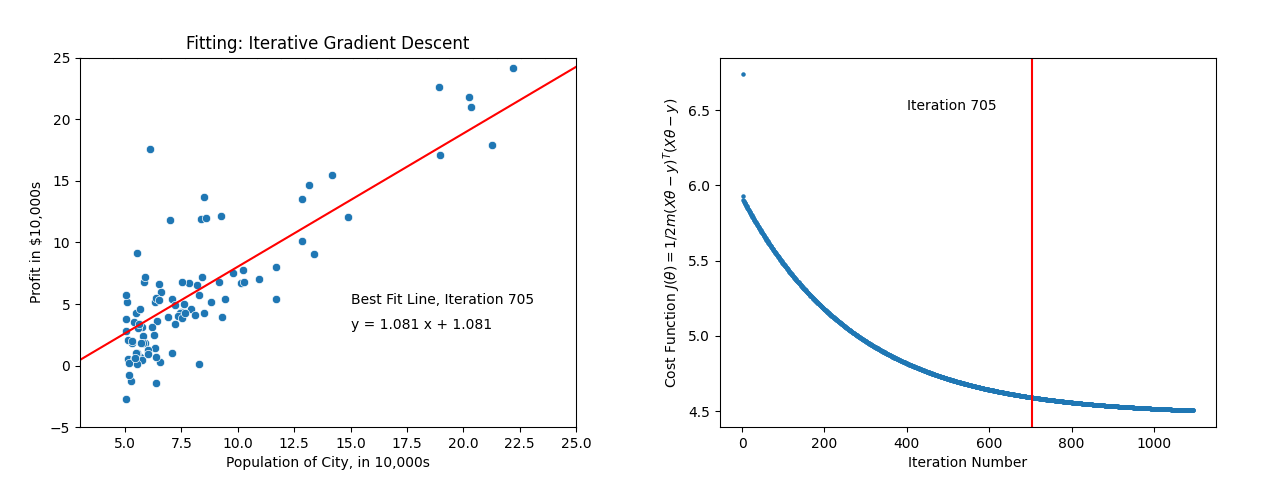 Fitting: Iterative Gradient Descent
25
20
15
10
5
0
−5
Profit in $10,000s
Best Fit Line, Iteration 705
y = 1.081 x + 1.081
5.0 7.5 10.0 12.5 15.0 17.5 20.0 22.5 25.0
Population of City, in 10,000s
6.5
6.0
5.5
5.0
4.5
Cost Function J(θ) = 1/2m(Xθ − y)ᵀ(Xθ − y)
Iteration 705
0 200 400 600 800 1000
Iteration Number